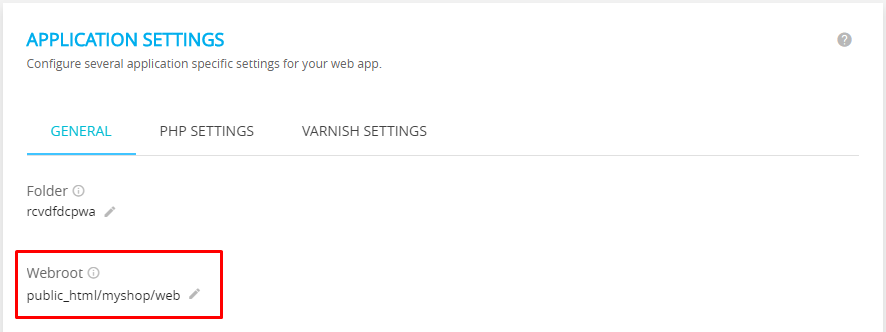 APPLICATION SETTINGS
Configure several application specific settings for your web app.
GENERAL PHP SETTINGS VARNISH SETTINGS
Folder
rcvdfdcpwa
Webroot
public_html/myshop/web